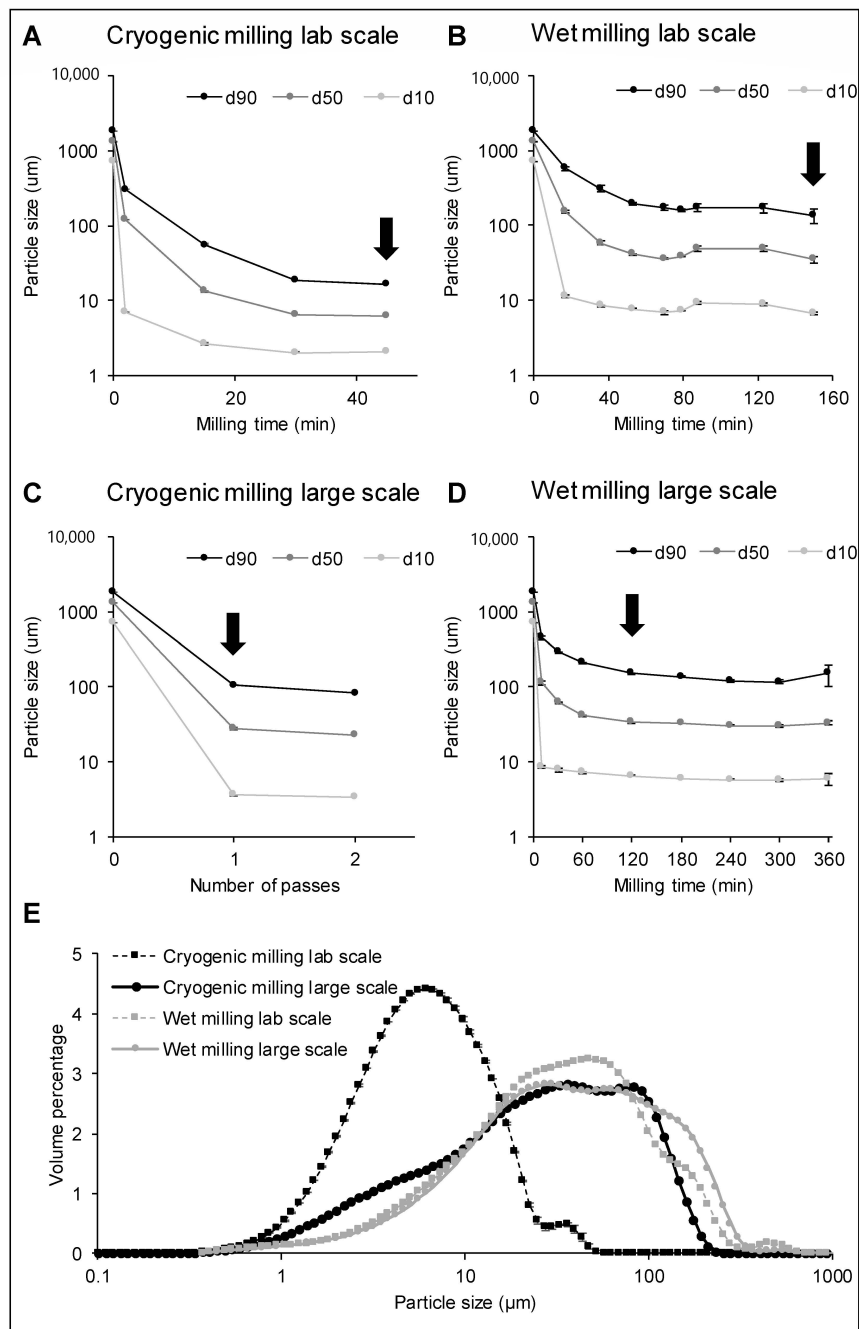 A Cryogenic milling lab scale
10,000
1000
100
10
1
d90 d50 d10
Particle size (um)
0 20 40
Milling time (min)
B Wet milling lab scale
10,000
1000
100
10
1
d90 d50 d10
Particle size (um)
0 40 80 120 160
Milling time (min)
C Cryogenic milling large scale
10,000
1000
100
10
1
d90 d50 d10
Particle size (um)
0 1 2
Number of passes
D Wet milling large scale
10,000
1000
100
10
1
d90 d50 d10
Particle size (um)
0 60 120 180 240 300 360
Milling time (min)
E
5
4
3
2
1
0
Volume percentage
Cryogenic milling lab scale
Cryogenic milling large scale
Wet milling lab scale
Wet milling large scale
0.1 1 10 100 1000
Particle size (µm)